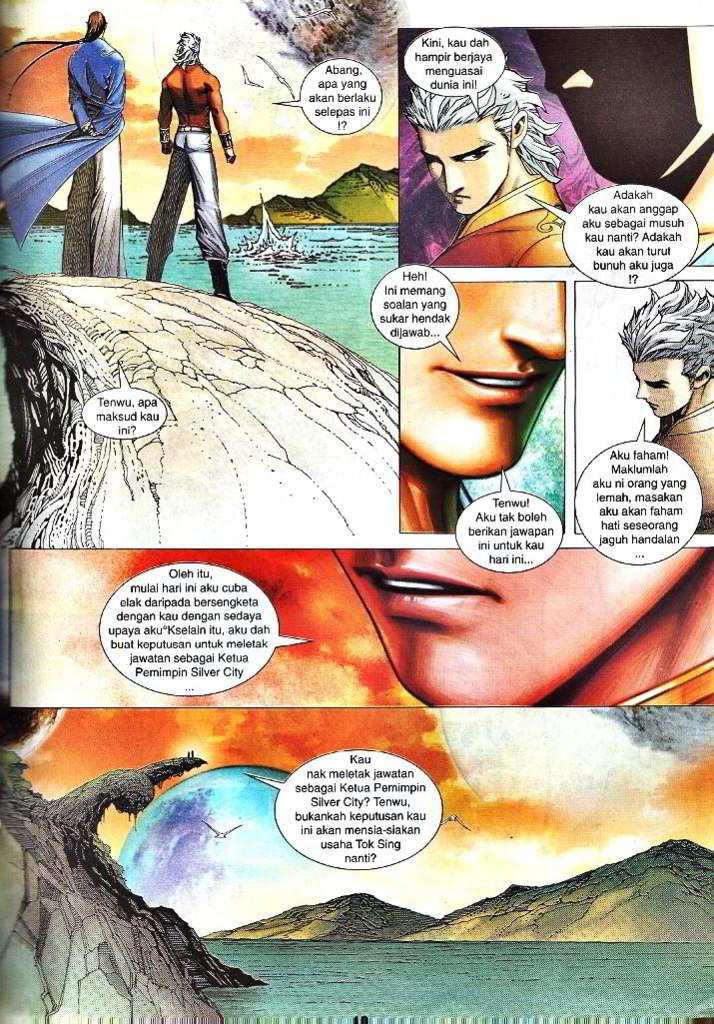 Abang,
apa yang
akan berlaku
selepas ini
!?
Tenwu, apa
maksud kau
ini?
Kini, kau dah
hampir berjaya
menguasai
dunia ini!
Adakah
kau akan anggap
aku sebagai musuh
kau nanti? Adakah
kau akan turut
bunuh aku juga
!?
Heh!
Ini memang
soalan yang
sukar hendak
dijawab...
Tenwu!
Aku tak boleh
berikan jawapan
ini untuk kau
hari ini...
Aku faham!
Maklumlah
aku ni orang yang
lemah, masakan
aku akan faham
hati seseorang
jaguh handalan
...
Oleh itu,
mulai hari ini aku cuba
elak daripada bersengketa
dengan kau dengan sedaya
upaya aku°Kselain itu, aku dah
buat keputusan untuk meletak
jawatan sebagai Ketua
Pemimpin Silver City
...
Kau
nak meletak jawatan
sebagai Ketua Pemimpin
Silver City? Tenwu,
bukankah keputusan kau
ini akan mensia-siakan
usaha Tok Sing
nanti?